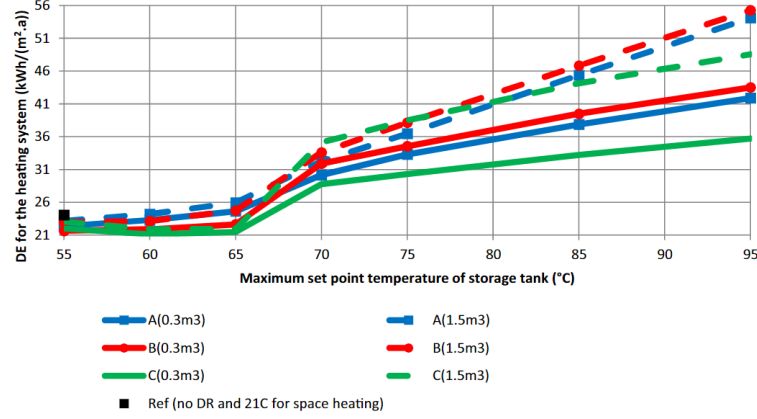 DE for the heating system (kWh/(m².a))
56
51
46
41
36
31
26
21
55 60 65 70 75 80 85 90 95
Maximum set point temperature of storage tank (°C)
A(0.3m3) A(1.5m3)
B(0.3m3) B(1.5m3)
C(0.3m3) C(1.5m3)
Ref (no DR and 21C for space heating)